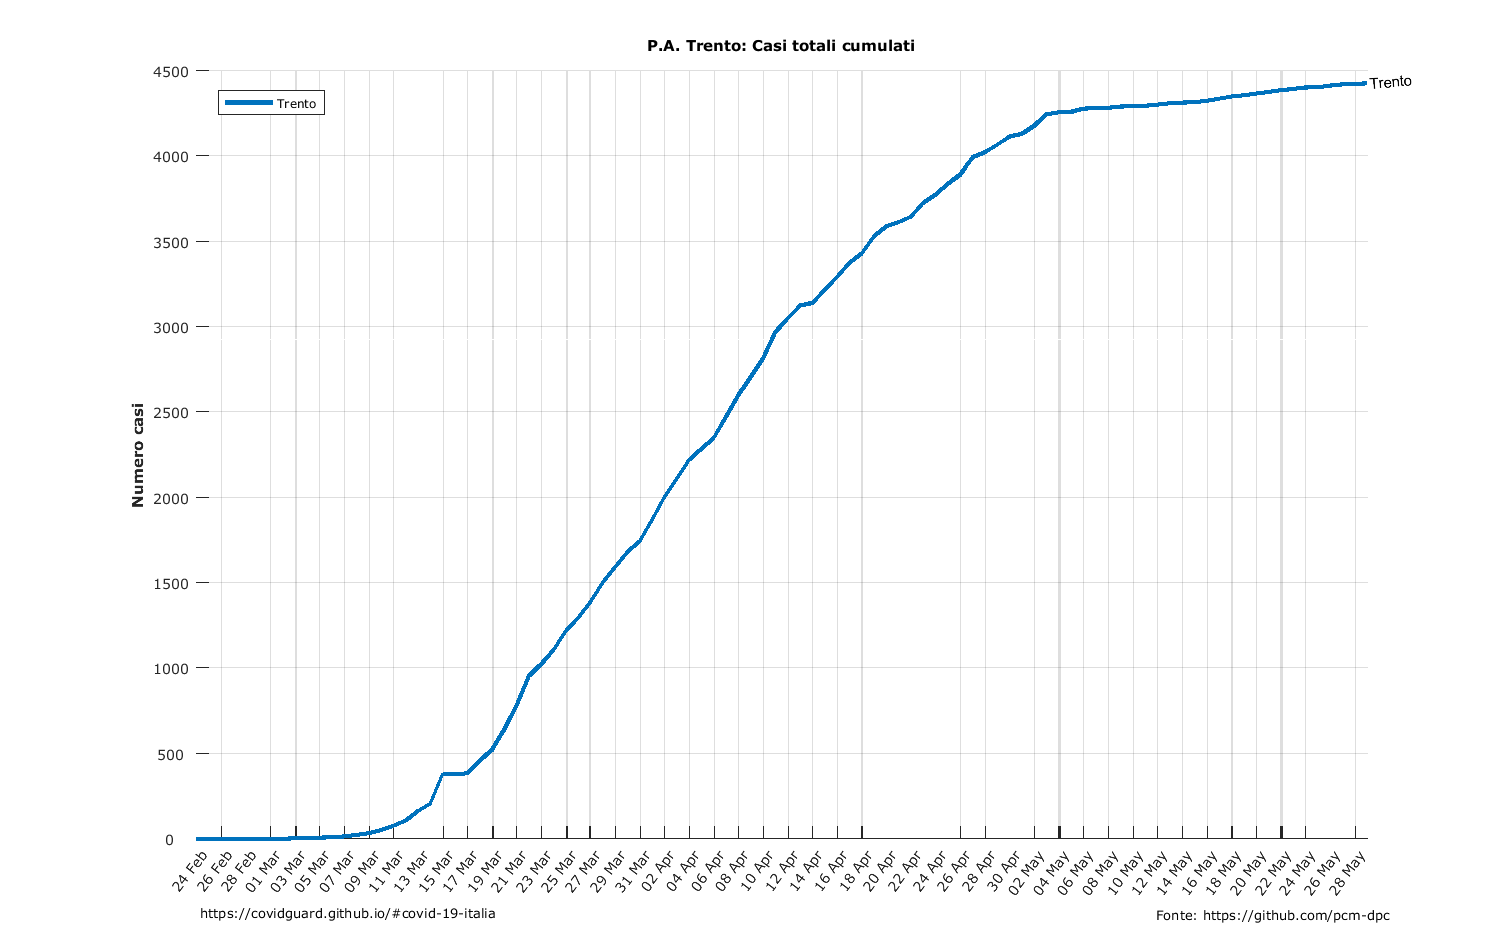 P.A. Trento: Casi totali cumulati
4500
4000
3500
3000
2500
2000
1500
1000
500
0
Trento
Trento
Numero casi
24 Feb
26 Feb
28 Feb
01 Mar
03 Mar
05 Mar
07 Mar
09 Mar
11 Mar
13 Mar
15 Mar
17 Mar
19 Mar
21 Mar
23 Mar
25 Mar
27 Mar
29 Mar
31 Mar
02 Apr
04 Apr
06 Apr
08 Apr
10 Apr
12 Apr
14 Apr
16 Apr
18 Apr
20 Apr
22 Apr
24 Apr
26 Apr
28 Apr
30 Apr
02 May
04 May
06 May
08 May
10 May
12 May
14 May
16 May
18 May
20 May
22 May
24 May
26 May
28 May
https://covidguard.github.io/#covid-19-italia
Fonte: https://github.com/pcm-dpc